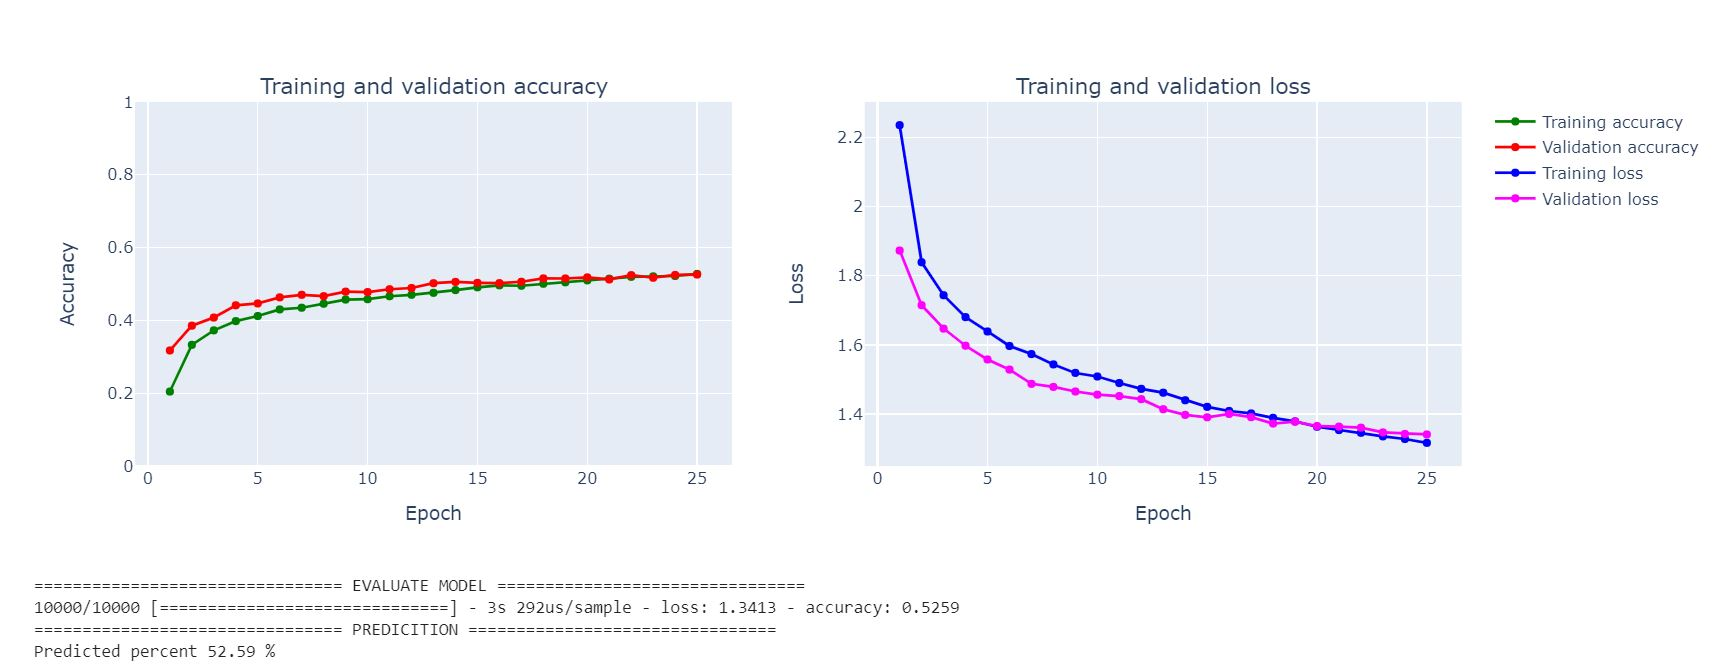 Training and validation accuracy
Training and validation loss
1
0.8
0.6
0.4
0.2
0
Accuracy
0
5
10
15
20
25
Epoch
2.2
2
1.8
1.6
1.4
Loss
0
5
10
15
20
25
Epoch
Training accuracy
Validation accuracy
Training loss
Validation loss
================================ EVALUATE MODEL ================================
10000/10000 [==============================] - 3s 292us/sample - loss: 1.3413 - accuracy: 0.5259
================================ PREDICITION ================================
Predicted percent 52.59 %